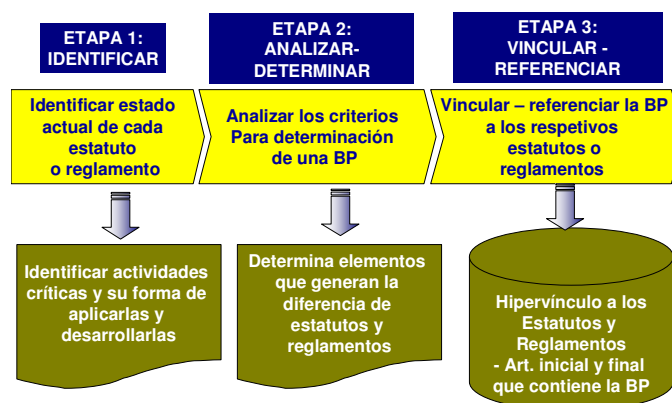 ETAPA 1:
IDENTIFICAR
ETAPA 2:
ANALIZAR-
DETERMINAR
ETAPA 3:
VINCULAR -
REFERENCIAR
Identificar estado
actual de cada
estatuto
o reglamento
Analizar los criterios
Para determinación
de una BP
Vincular – referenciar la BP
a los respetivos
estatutos o
reglamentos
Identificar actividades
críticas y su forma de
aplicarlas y
desarrollarlas
Determina elementos
que generan la
diferencia de
estatutos y
reglamentos
Hipervínculo a los
Estatutos y
Reglamentos
- Art. inicial y final
que contiene la BP